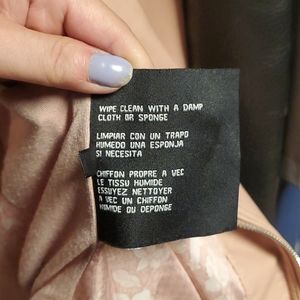 WIPE CLEAN WITH A DAMP
CLOTH OR SPONGE
LIMPIAR CON UN TRAPO
HUMEDO UNA ESPONJA
SI NECESITA
CHIFFON PROPRE A VEC
LE TISSU HUMIDE
ESSUYEZ NETTOYER
A VEC UN CHIFFON
HUMIDE OU DEPONGE